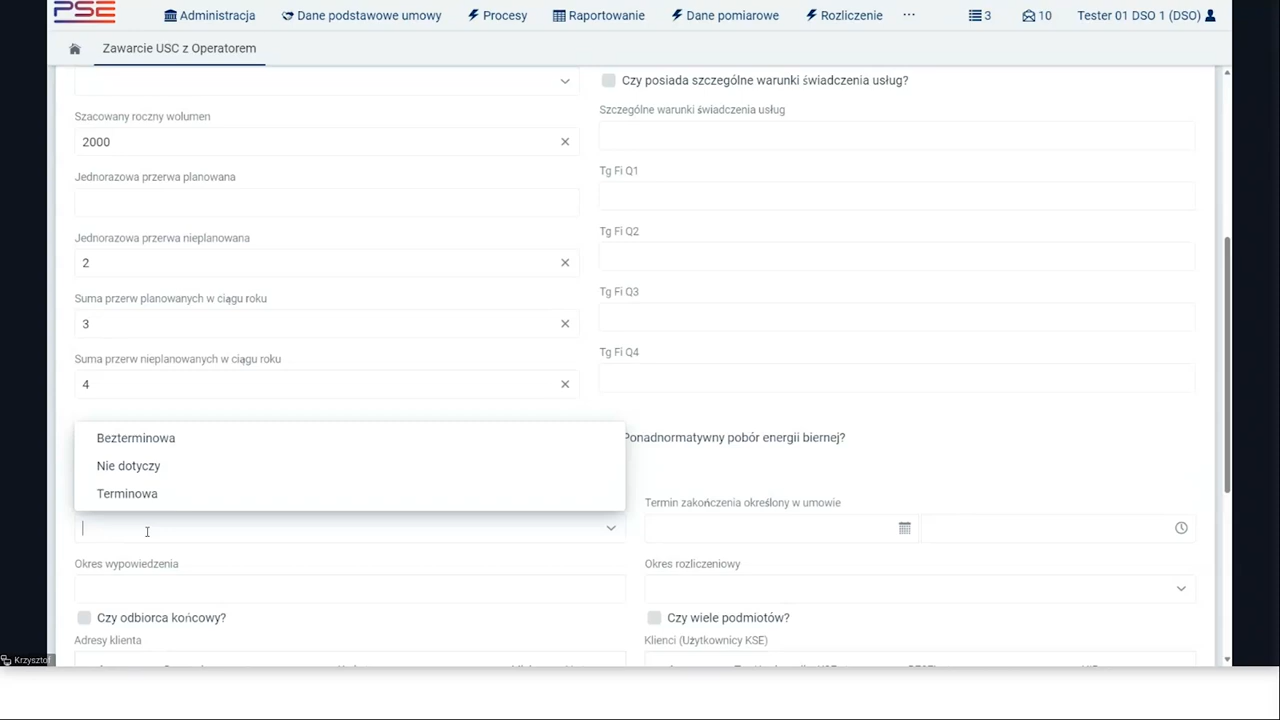 PSE
Administracja
Dane podstawowe umowy
Procesy
Raportowanie
Dane pomiarowe
Rozliczenie
...
3
10
Tester 01 DSO 1 (DSO)
Zawarcie USC z Operatorem
Czy posiada szczególne warunki świadczenia usług?
Szacowany roczny wolumen
2000
Szczególne warunki świadczenia usług
Jednorazowa przerwa planowana
Tg Fi Q1
Jednorazowa przerwa nieplanowana
2
Tg Fi Q2
Suma przerw planowanych w ciągu roku
3
Tg Fi Q3
Suma przerw nieplanowanych w ciągu roku
4
Tg Fi Q4
Bezterminowa
Nie dotyczy
Terminowa
Ponadnormatywny pobór energii biernej?
Termin zakończenia określony w umowie
Okres wypowiedzenia
Okres rozliczeniowy
Czy odbiorca końcowy?
Czy wiele podmiotów?
Adresy klienta
Klienci (Użytkownicy KSE)
Krzysztof